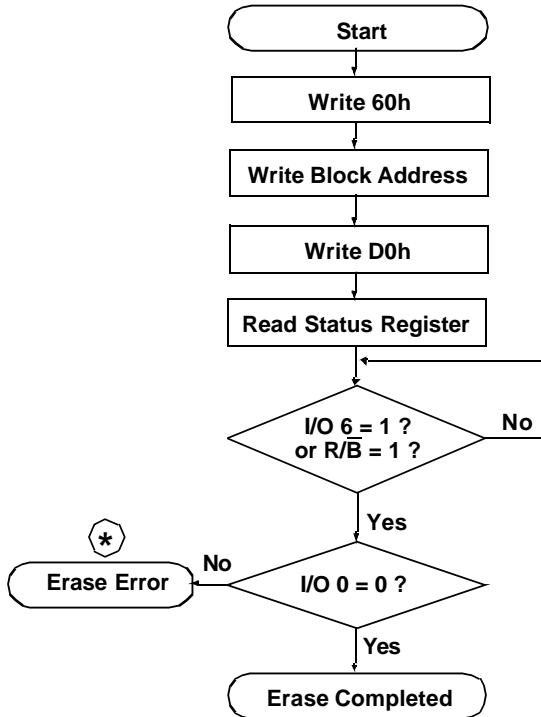 Start
Write 60h
Write Block Address
Write D0h
Read Status Register
I/O 6 = 1 ?
or R/B̅ = 1 ?
No
Yes
*
Erase Error
No
I/O 0 = 0 ?
Yes
Erase Completed